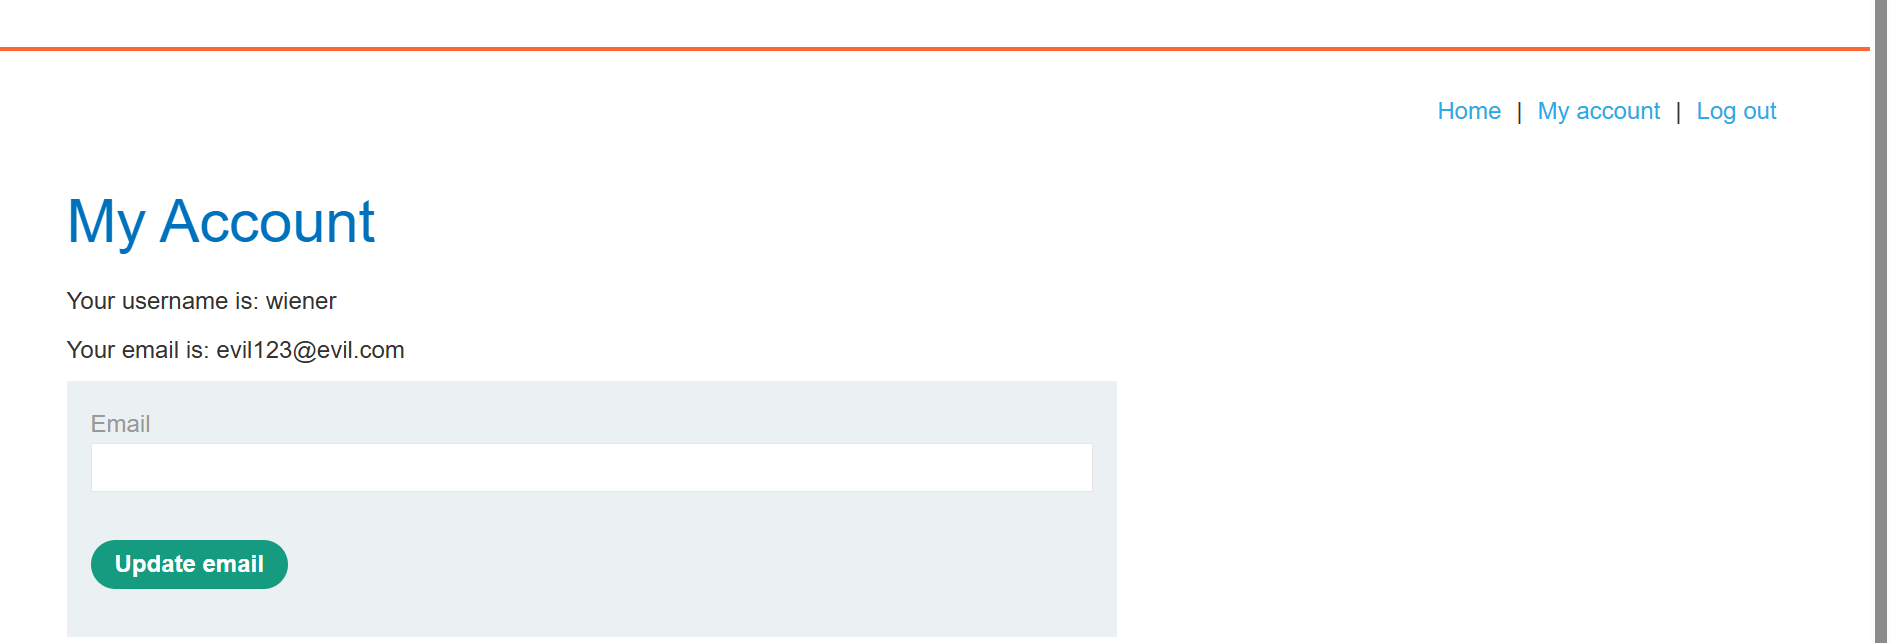 Home | My account | Log out
My Account
Your username is: wiener
Your email is: evil123@evil.com
Email
Update email